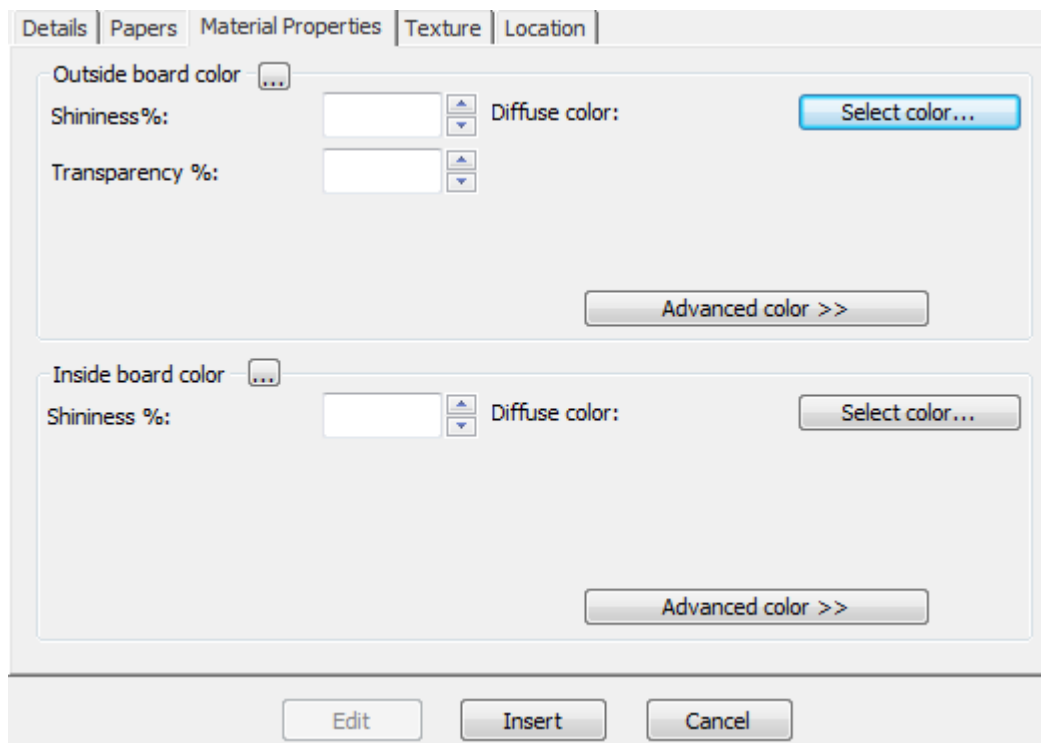 Details Papers Material Properties Texture Location
Outside board color ...
Shininess%: Diffuse color: Select color...
Transparency %:
Advanced color >>
Inside board color ...
Shininess %: Diffuse color: Select color...
Advanced color >>
Edit Insert Cancel